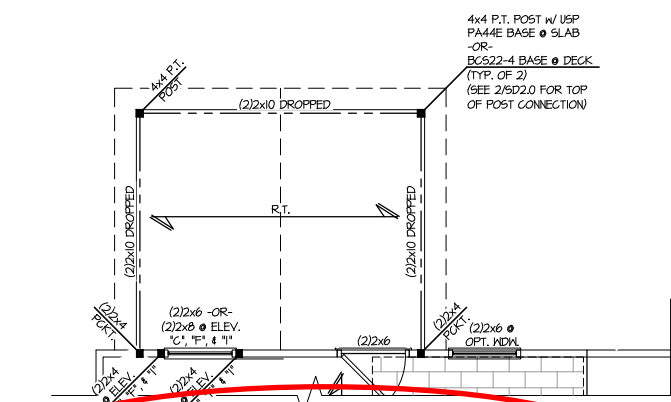 4x4 P.T. POST w/ USP
PA44E BASE @ SLAB
-OR-
BCS22-4 BASE @ DECK
(TYP. OF 2)
(SEE 2/SD2.0 FOR TOP
OF POST CONNECTION)
4x4 P.T.
POST
(2)2x10 DROPPED
(2)2x10 DROPPED
(2)2x10 DROPPED
R.T.
(2)2x4
PCKT.
(2)2x6 -OR-
(2)2x8 @ ELEV.
"C", "F", & "I"
(2)2x6
(2)2x4
PCKT.
(2)2x6 @
OPT. WDW.
(2)2x4
@ ELEV.
"F", & "I"
(2)2x4
@ ELEV.
"F", & "I"